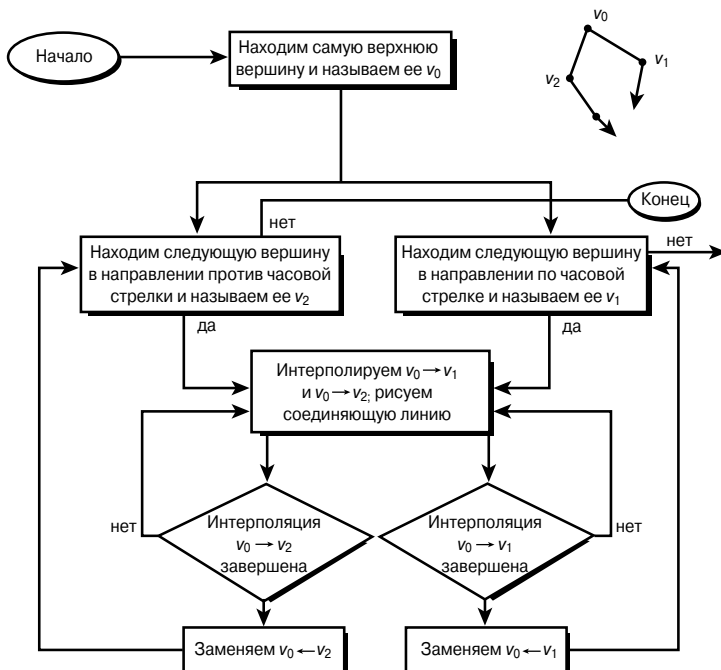 Начало
Находим самую верхнюю
вершину и называем ее v0
v0
v1
v2
Конец
нет
нет
Находим следующую вершину
в направлении против часовой
стрелки и называем ее v2
Находим следующую вершину
в направлении по часовой
стрелке и называем ее v1
да
да
Интерполируем v0→v1
и v0→v2; рисуем
соединяющую линию
нет
Интерполяция
v0→v2
завершена
Интерполяция
v0→v1
завершена
нет
Заменяем v0←v2
Заменяем v0←v1